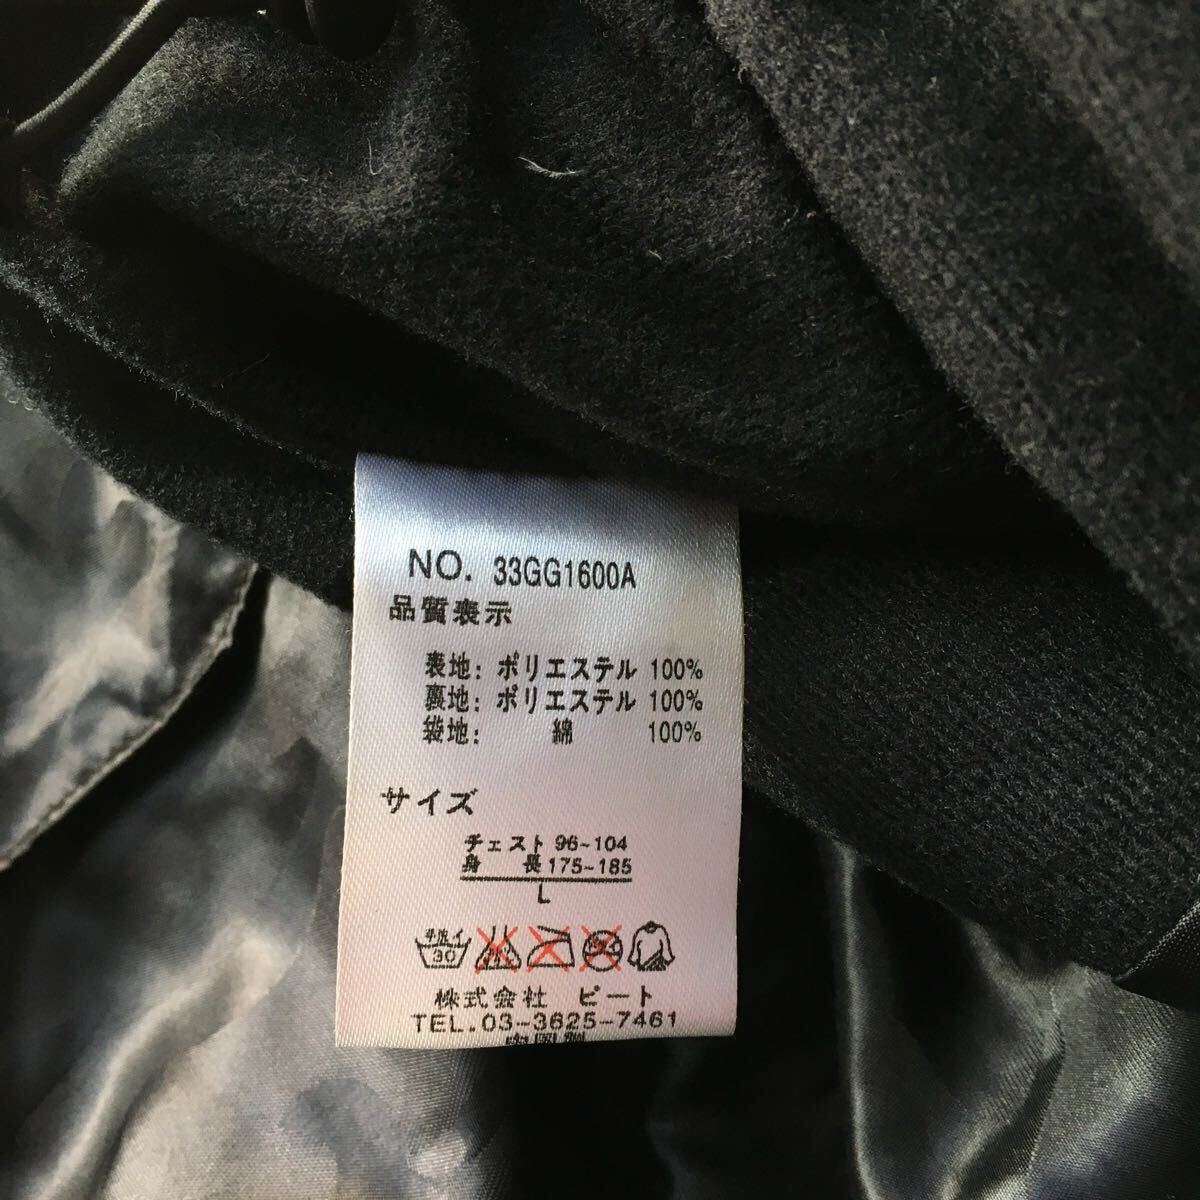 NO. 33GG1600A
品質表示
表地: ポリエステル 100%
裏地: ポリエステル 100%
袋地: 綿 100%
サイズ
チェスト 96~104
身 長 175~185
L
手洗イ
30
株式会社 ビート
TEL.03-3625-7461